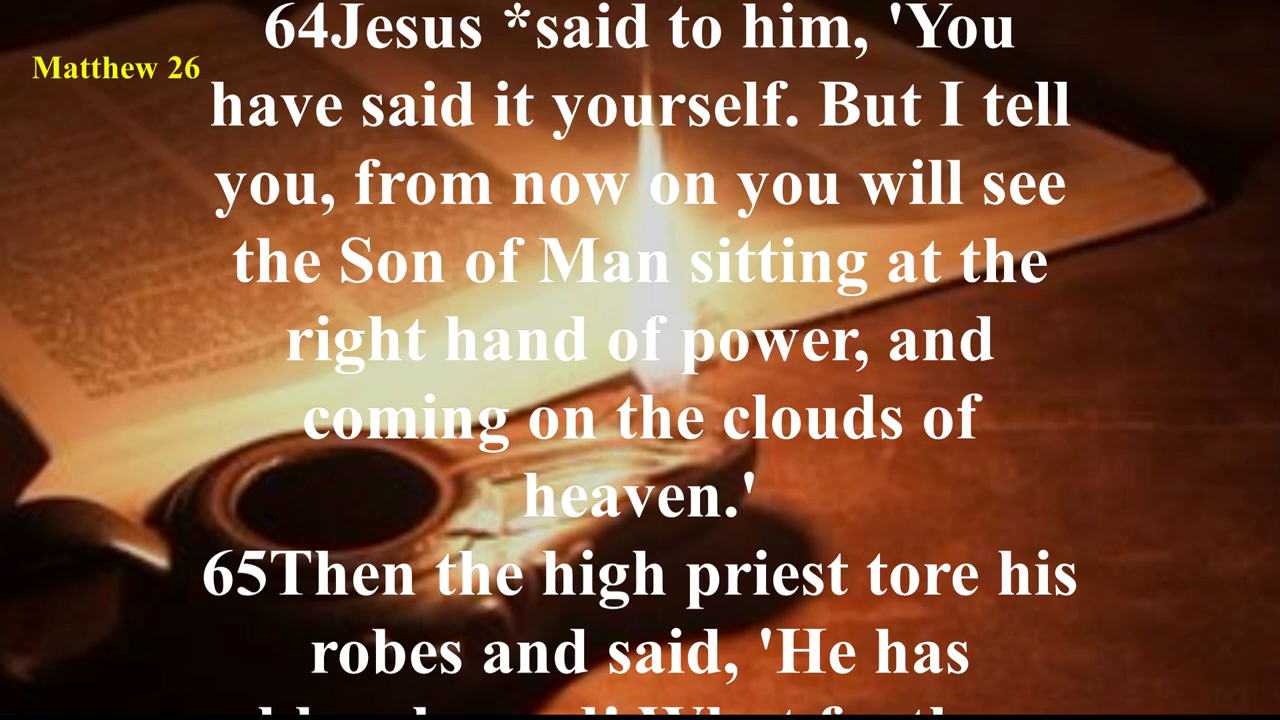 64Jesus *said to him, 'You
Matthew 26
have said it yourself. But I tell
you, from now on you will see
the Son of Man sitting at the
right hand of power, and
coming on the clouds of
heaven.'
65Then the high priest tore his
robes and said, 'He has